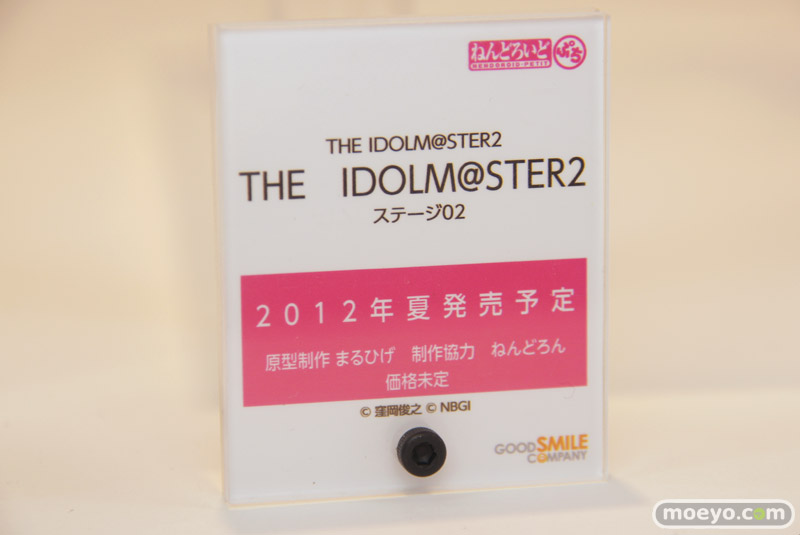 ねんどろいど ぷち
NENDOROID PETIT
THE IDOLM@STER2
THE IDOLM@STER2
ステージ02
2012年夏発売予定
原型制作 まるひげ 制作協力 ねんどろん
価格未定
© 窪岡俊之 © NBGI
GOOD SMILE
COMPANY
moeyo.com